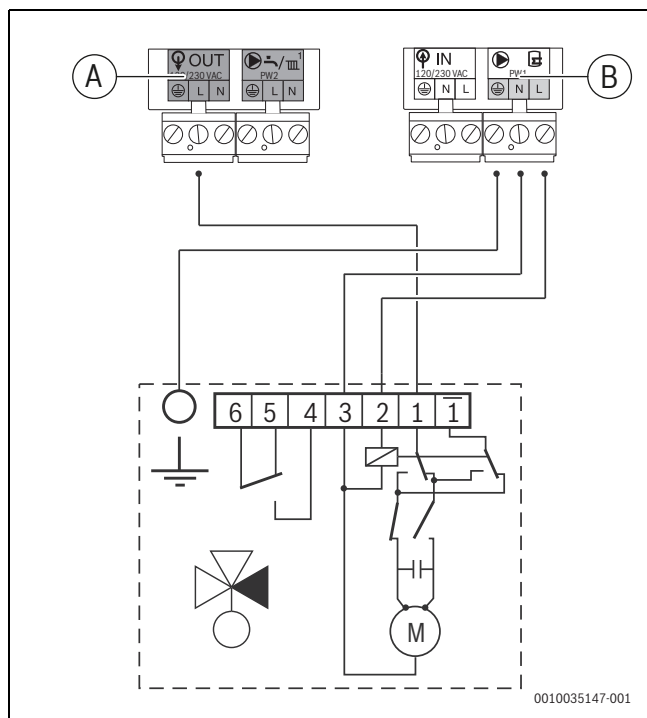 A
OUT
120/230 VAC
L N
1
PW2
L N
IN
120/230 VAC
N L
PW1
N L
B
6 5 4 3 2 1 1
M
0010035147-001